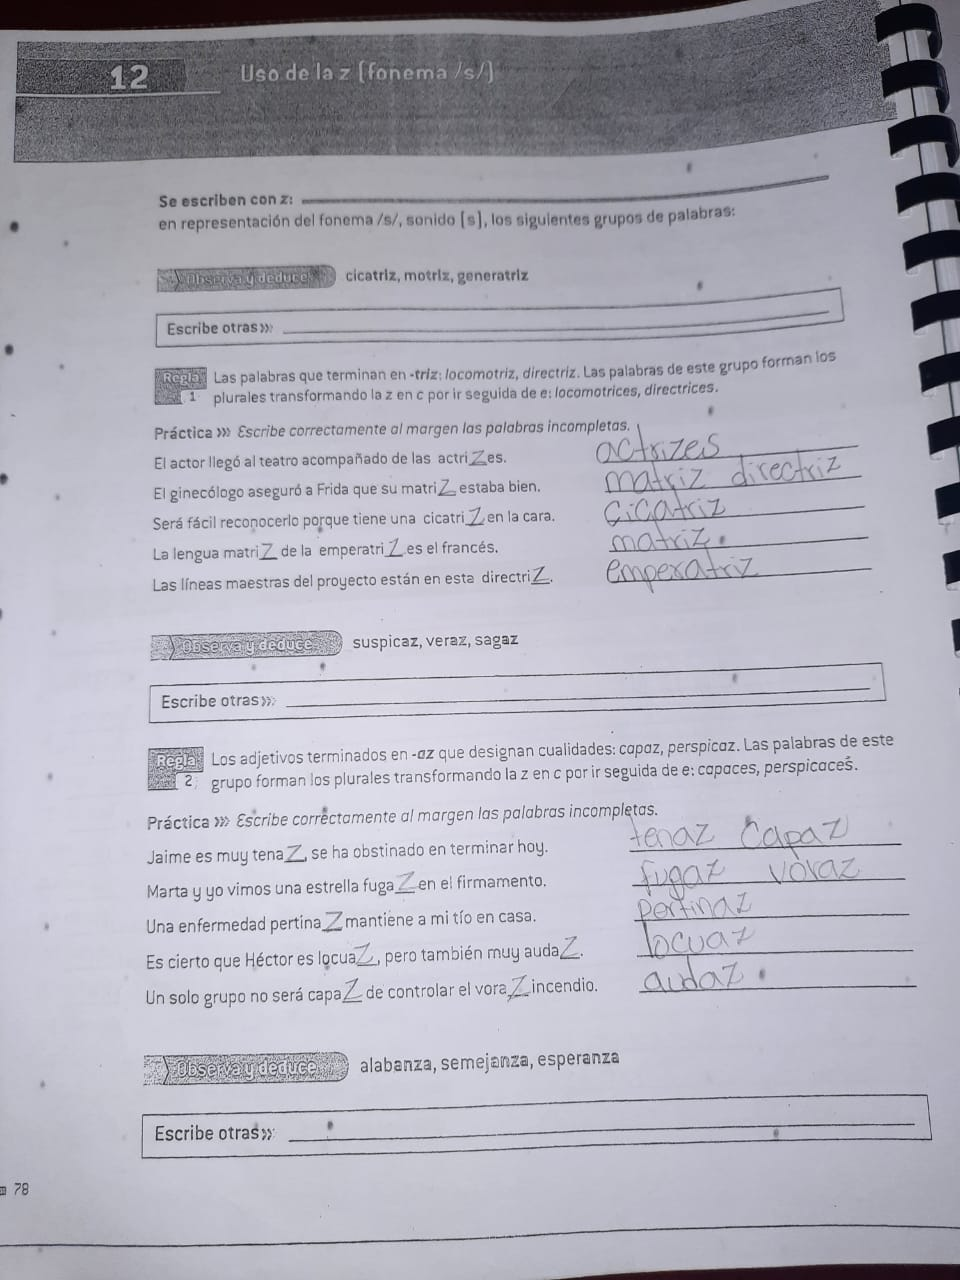 12 Uso de la z (fonema /s/)
Se escriben con z:
en representación del fonema /s/, sonido [s], los siguientes grupos de palabras:
Observa y deduce cicatriz, motriz, generatriz
Escribe otras »»
Regla 1 Las palabras que terminan en -triz: locomotriz, directriz. Las palabras de este grupo forman los
plurales transformando la z en c por ir seguida de e: locomotrices, directrices.
Práctica »» Escribe correctamente al margen las palabras incompletas.
El actor llegó al teatro acompañado de las actriZes. actrizes
El ginecólogo aseguró a Frida que su matriZ estaba bien. matriz directriz
Será fácil reconocerlo porque tiene una cicatriZ en la cara. cicatriz
La lengua matriZ de la emperatriZ es el francés. matriz.
Las líneas maestras del proyecto están en esta directriZ. emperatriz
Observa y deduce suspicaz, veraz, sagaz
Escribe otras »»
Regla 2 Los adjetivos terminados en -az que designan cualidades: capaz, perspicaz. Las palabras de este
grupo forman los plurales transformando la z en c por ir seguida de e: capaces, perspicaces.
Práctica »» Escribe correctamente al margen las palabras incompletas.
Jaime es muy tenaZ, se ha obstinado en terminar hoy. tenaz Capaz
Marta y yo vimos una estrella fugaZ en el firmamento. fugaz voraz
Una enfermedad pertinaZ mantiene a mi tío en casa. pertinaz
Es cierto que Héctor es locuaZ, pero también muy audaZ. locuaz
Un solo grupo no será capaZ de controlar el voraZ incendio. audaz.
Observa y deduce alabanza, semejanza, esperanza
Escribe otras »»
78